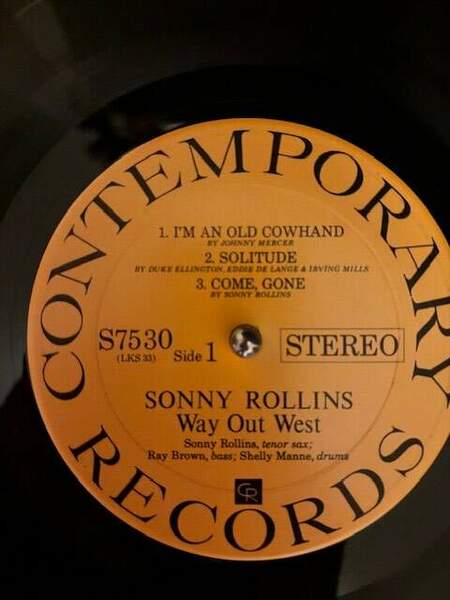 CONTEMPORARY
1. I'M AN OLD COWHAND
BY JOHNNY MERCER
2. SOLITUDE
BY DUKE ELLINGTON, EDDIE DE LANGE & IRVING MILLS
3. COME, GONE
BY SONNY ROLLINS
S7530
(LKS 33)
Side 1
STEREO
SONNY ROLLINS
Way Out West
Sonny Rollins, tenor sax;
Ray Brown, bass; Shelly Manne, drums
CR
RECORDS